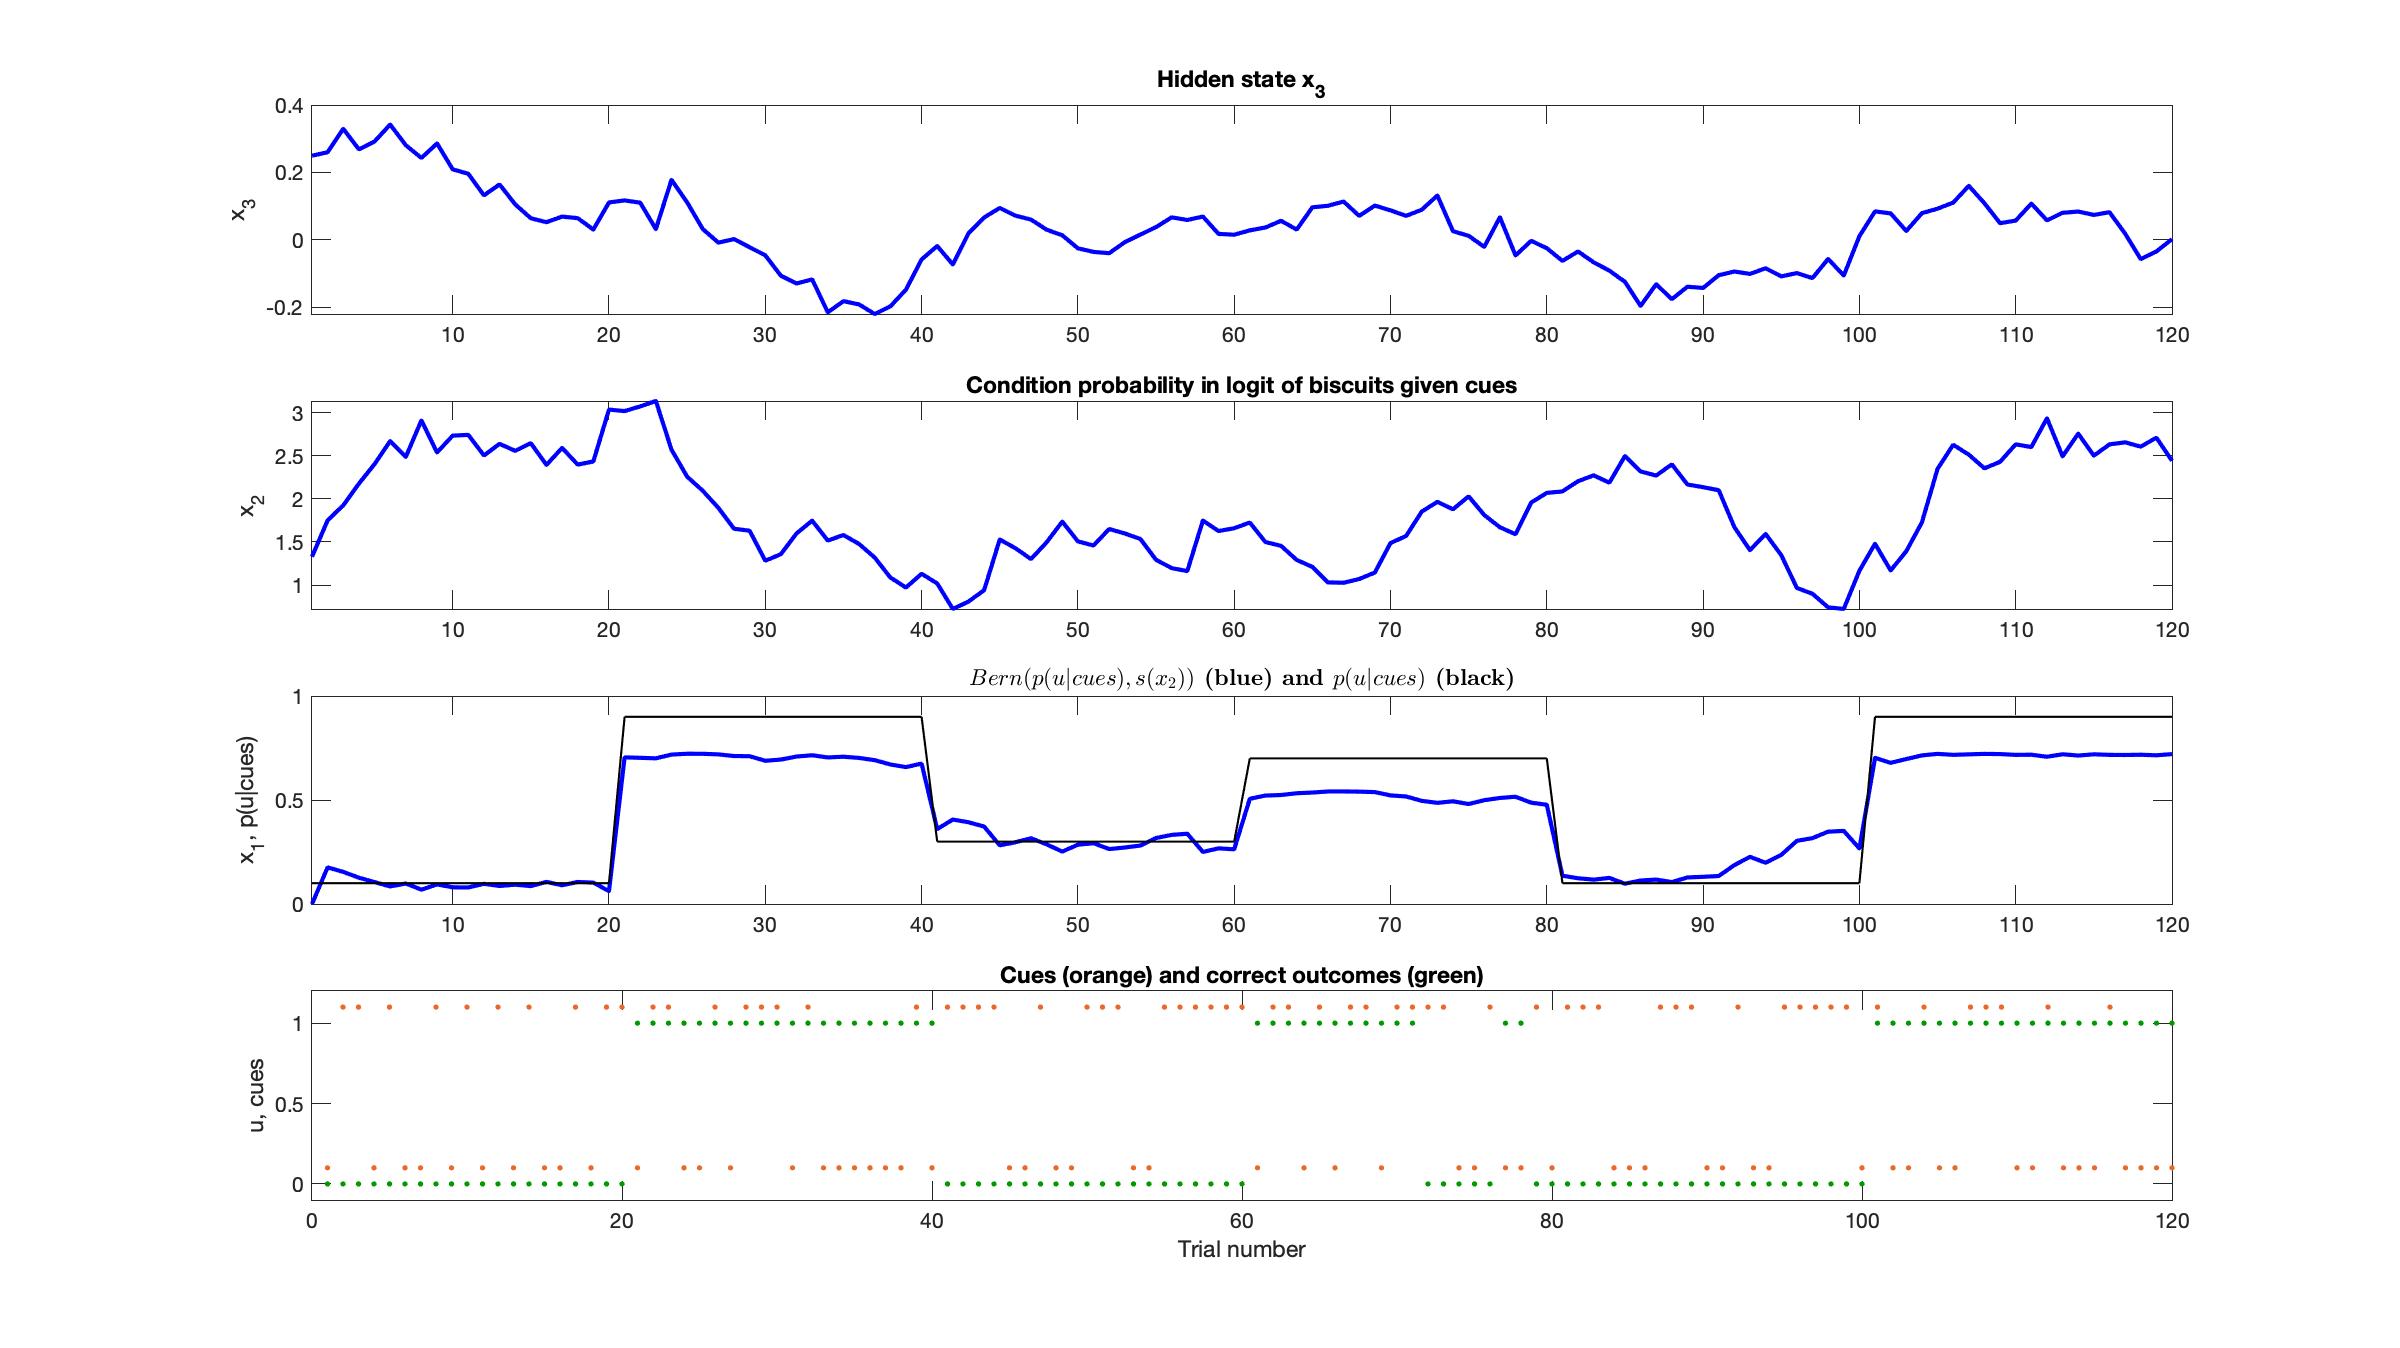 Hidden state x3
x3
0.4
0.2
0
-0.2
10 20 30 40 50 60 70 80 90 100 110 120
Condition probability in logit of biscuits given cues
x2
3
2.5
2
1.5
1
10 20 30 40 50 60 70 80 90 100 110 120
Bern(p(u|cues), s(x2)) (blue) and p(u|cues) (black)
x1, p(u|cues)
1
0.5
0
10 20 30 40 50 60 70 80 90 100 110 120
Cues (orange) and correct outcomes (green)
u, cues
1
0.5
0
0 20 40 60 80 100 120
Trial number